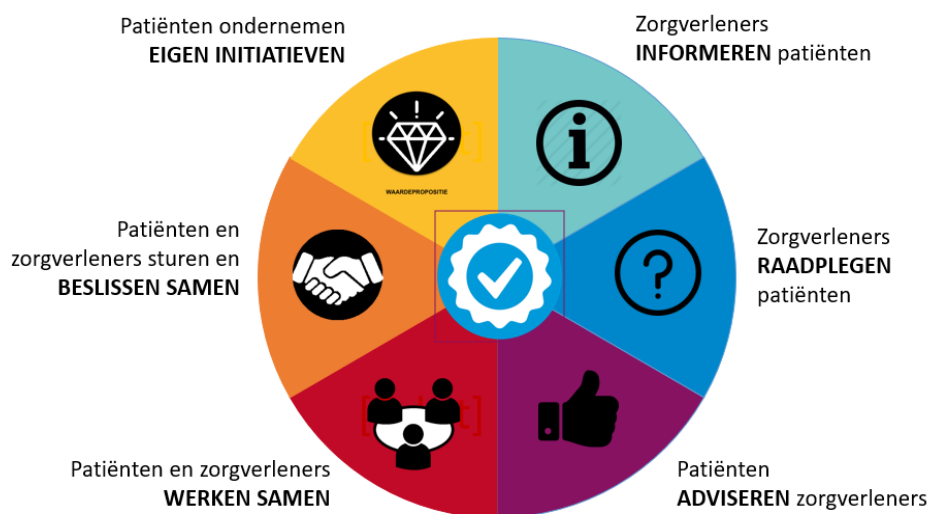 Patiënten ondernemen
EIGEN INITIATIEVEN
Zorgverleners
INFORMEREN patiënten
WAARDEPROPOSITIE
Patiënten en
zorgverleners sturen en
BESLISSEN SAMEN
Zorgverleners
RAADPLEGEN
patiënten
Patiënten en zorgverleners
WERKEN SAMEN
Patiënten
ADVISEREN zorgverleners